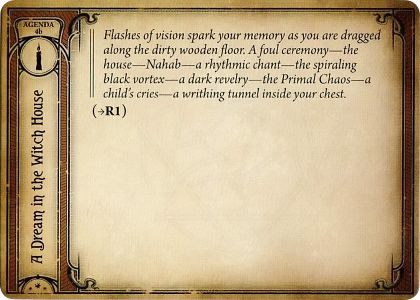 AGENDA
4b
A Dream in the Witch House
Flashes of vision spark your memory as you are dragged
along the dirty wooden floor. A foul ceremony—the
house—Nahab—a rhythmic chant—the spiraling
black vortex—a dark revelry—the Primal Chaos—a
child's cries—a writhing tunnel inside your chest.
(→R1)